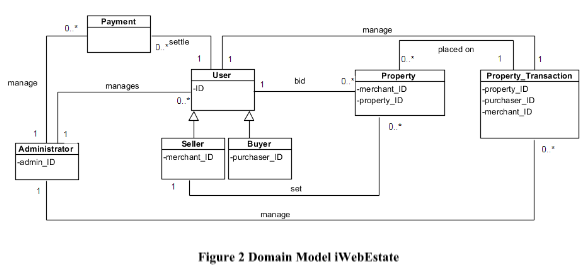 Payment
0..*
0..*
settle
manage
manage
placed on
1
1
0..*
1
1
User
-ID
manages
0..*
1
bid
0..*
Property
-merchant_ID
-property_ID
0..*
Property_Transaction
-property_ID
-purchaser_ID
-merchant_ID
0..*
1
1
Administrator
-admin_ID
1
Seller
-merchant_ID
1
Buyer
-purchaser_ID
set
manage
Figure 2 Domain Model iWebEstate